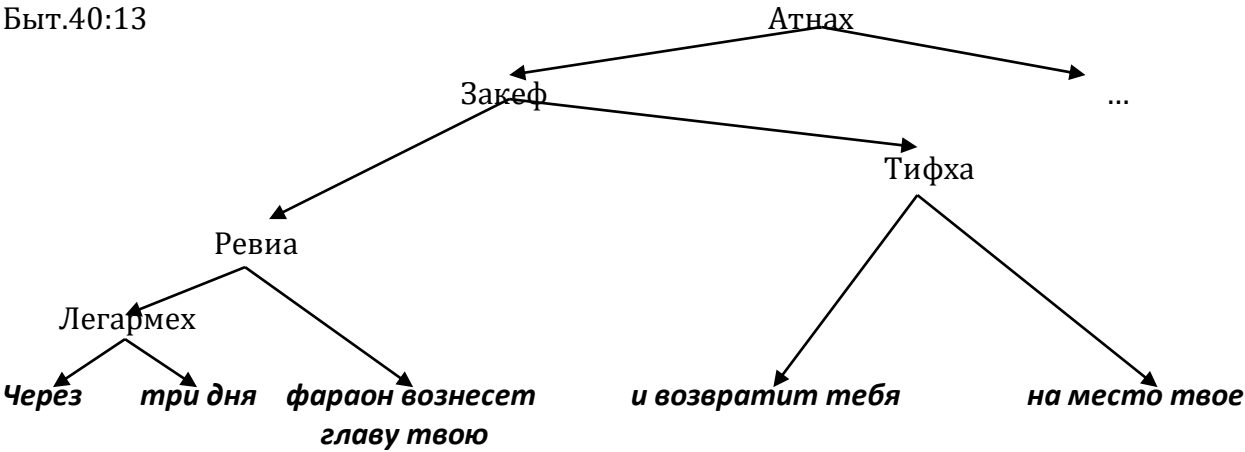 Быт.40:13
Атнах
Закеф
...
Тифха
Ревиа
Легармех
Через три дня фараон вознесет и возвратит тебя на место твое
главу твою